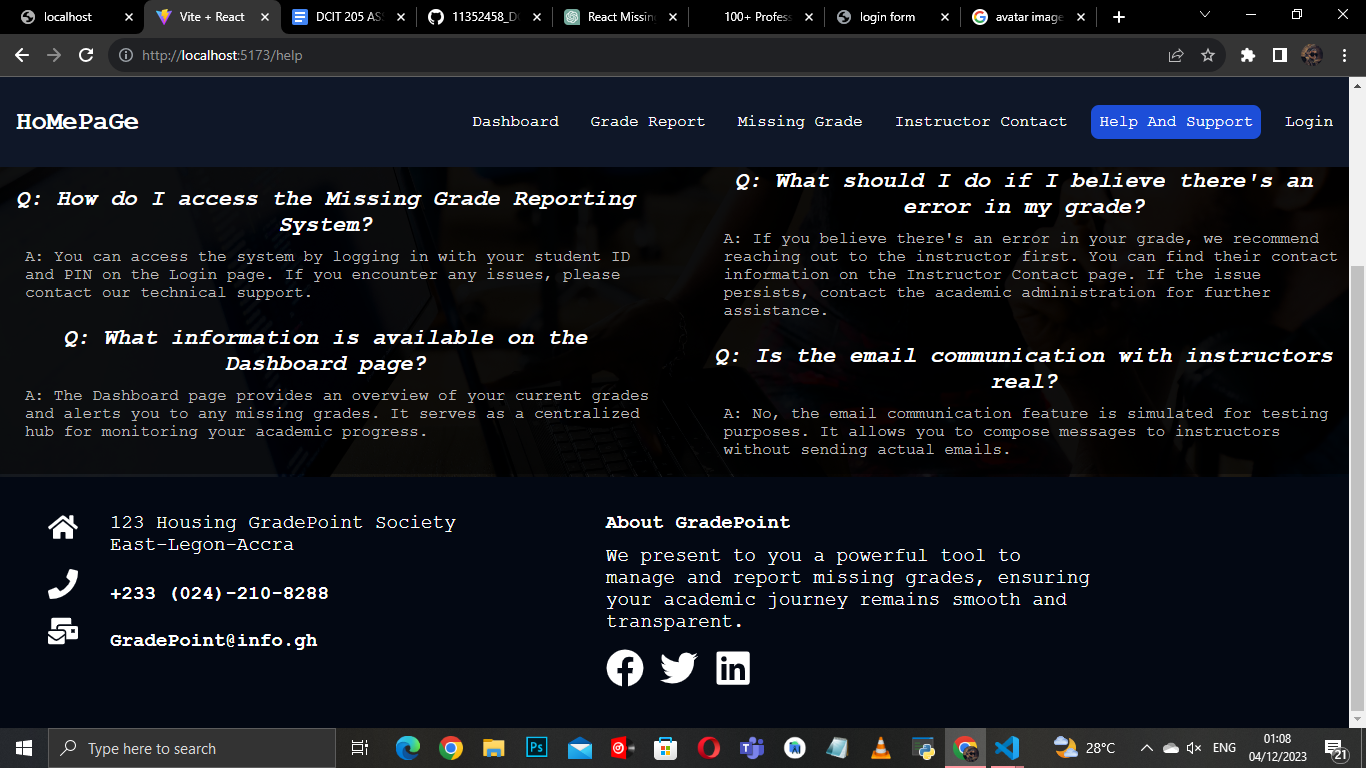 localhost
Vite + React
DCIT 205 AS
11352458_D
React Missin
100+ Profes
login form
avatar image
http://localhost:5173/help
HoMePaGe
Dashboard
Grade Report
Missing Grade
Instructor Contact
Help And Support
Login
Q: How do I access the Missing Grade Reporting
System?
A: You can access the system by logging in with your student ID
and PIN on the Login page. If you encounter any issues, please
contact our technical support.
Q: What information is available on the
Dashboard page?
A: The Dashboard page provides an overview of your current grades
and alerts you to any missing grades. It serves as a centralized
hub for monitoring your academic progress.
Q: What should I do if I believe there's an
error in my grade?
A: If you believe there's an error in your grade, we recommend
reaching out to the instructor first. You can find their contact
information on the Instructor Contact page. If the issue
persists, contact the academic administration for further
assistance.
Q: Is the email communication with instructors
real?
A: No, the email communication feature is simulated for testing
purposes. It allows you to compose messages to instructors
without sending actual emails.
123 Housing GradePoint Society
East-Legon-Accra
+233 (024)-210-8288
GradePoint@info.gh
About GradePoint
We present to you a powerful tool to
manage and report missing grades, ensuring
your academic journey remains smooth and
transparent.
Type here to search
Ps
28°C
ENG
01:08
04/12/2023
21